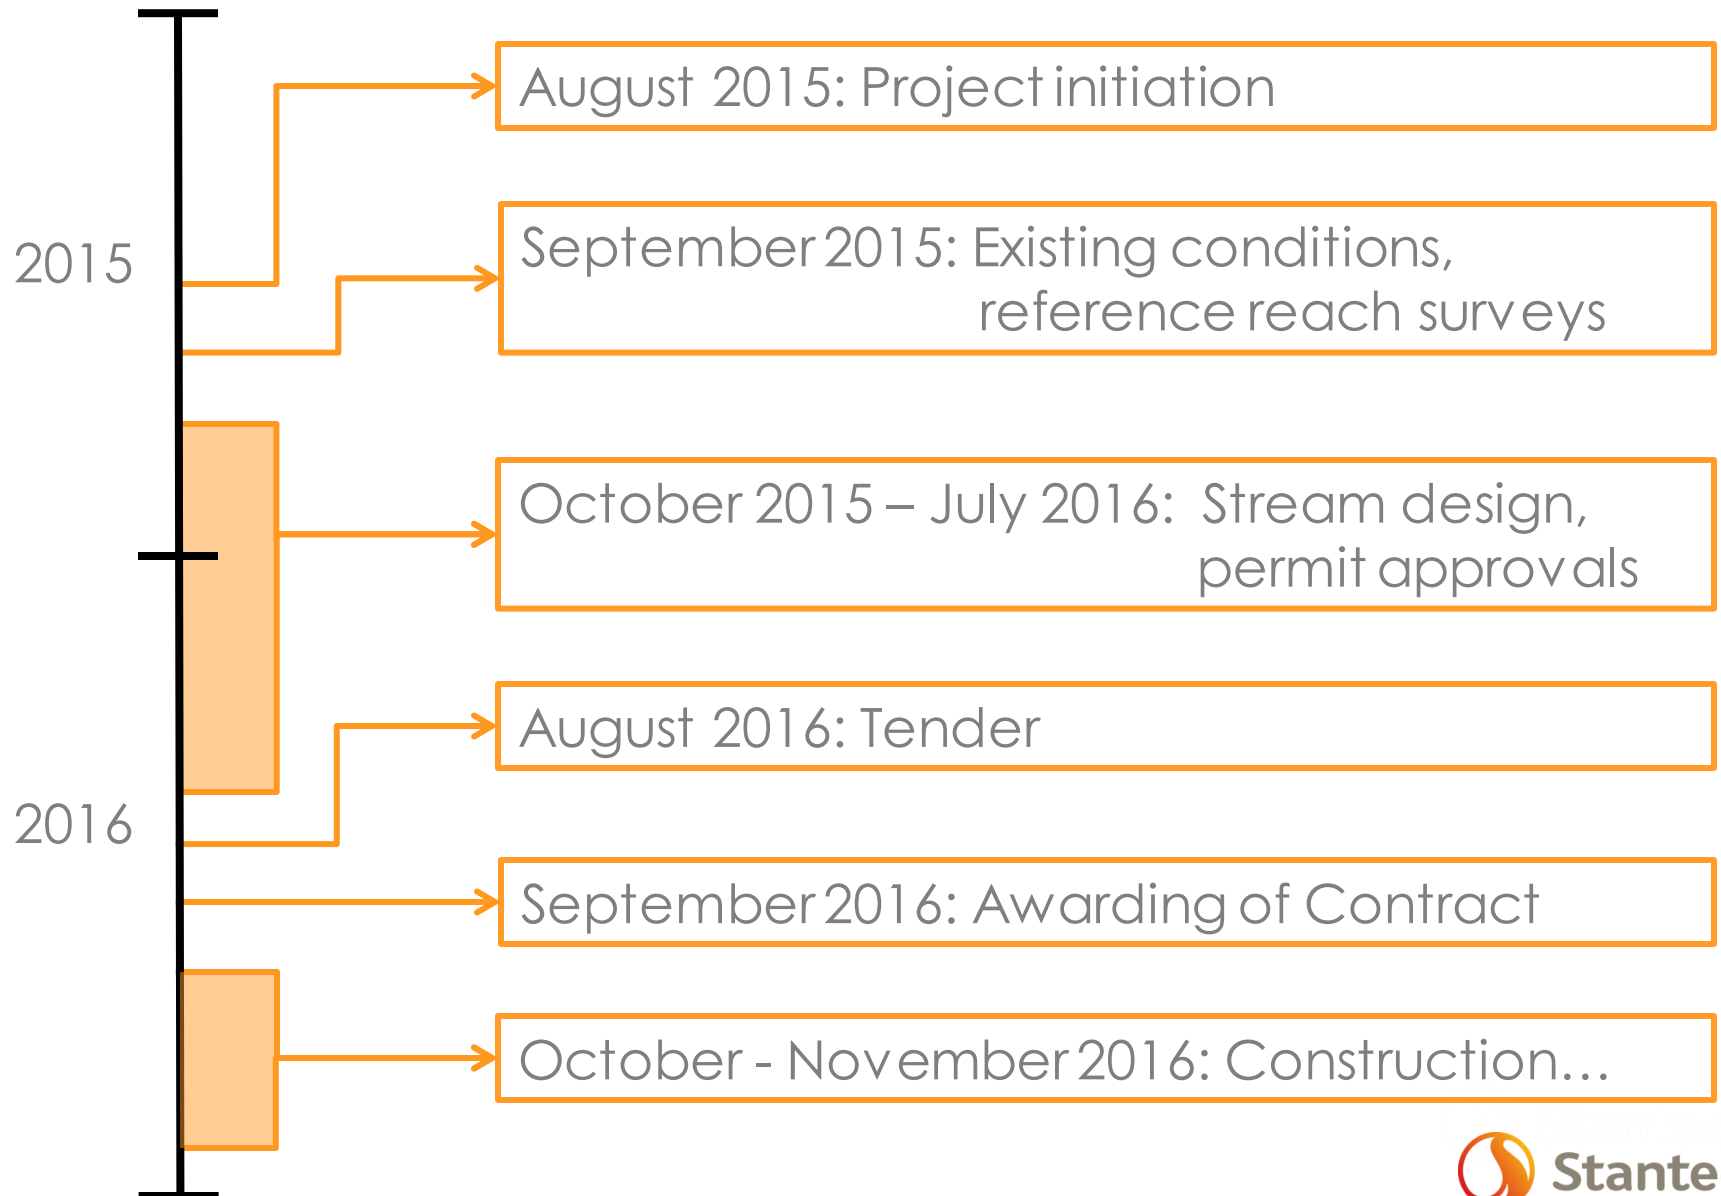 August 2015: Project initiation
2015
September 2015: Existing conditions,
reference reach surveys
October 2015 – July 2016: Stream design,
permit approvals
August 2016: Tender
2016
September 2016: Awarding of Contract
October - November 2016: Construction…
Stante